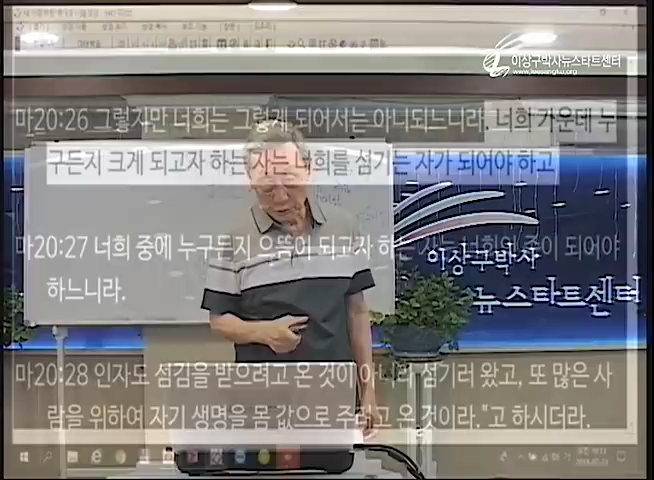 이상구박사뉴스타트센터
www.leesangku.org
마20:26 그렇지만 너희는 그렇게 되어서는 아니되느니라. 너희 가운데 누
구든지 크게 되고자 하는 자는 너희를 섬기는 자가 되어야 하고
마20:27 너희 중에 누구든지 으뜸이 되고자 하는 자는 너희의 종이 되어야
하느니라.
이상구박사
뉴스타트센터
마20:28 인자도 섬김을 받으려고 온 것이 아니라 섬기러 왔고, 또 많은 사
람을 위하여 자기 생명을 몸 값으로 주려고 온 것이라."고 하시더라.